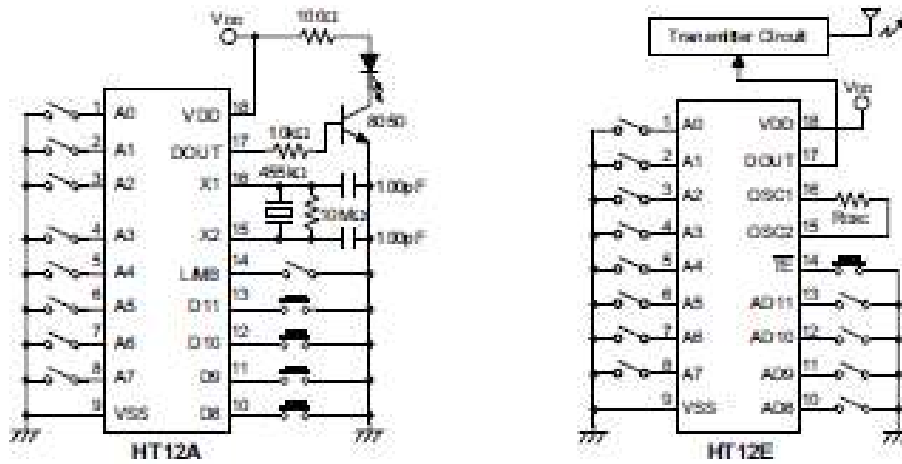 VDD 100Ω
8050
1 A0 VDD 18
2 A1 DOUT 17 10kΩ
3 A2 X1 16 455kΩ 100pF
10MΩ
4 A3 X2 15 100pF
5 A4 L/MB 14
6 A5 D11 13
7 A6 D10 12
8 A7 D9 11
9 VSS D8 10
HT12A
Transmitter Circuit
VDD
1 A0 VDD 18
2 A1 DOUT 17
3 A2 OSC1 16
Rosc
4 A3 OSC2 15
5 A4 TE 14
6 A5 AD11 13
7 A6 AD10 12
8 A7 AD9 11
9 VSS AD8 10
HT12E